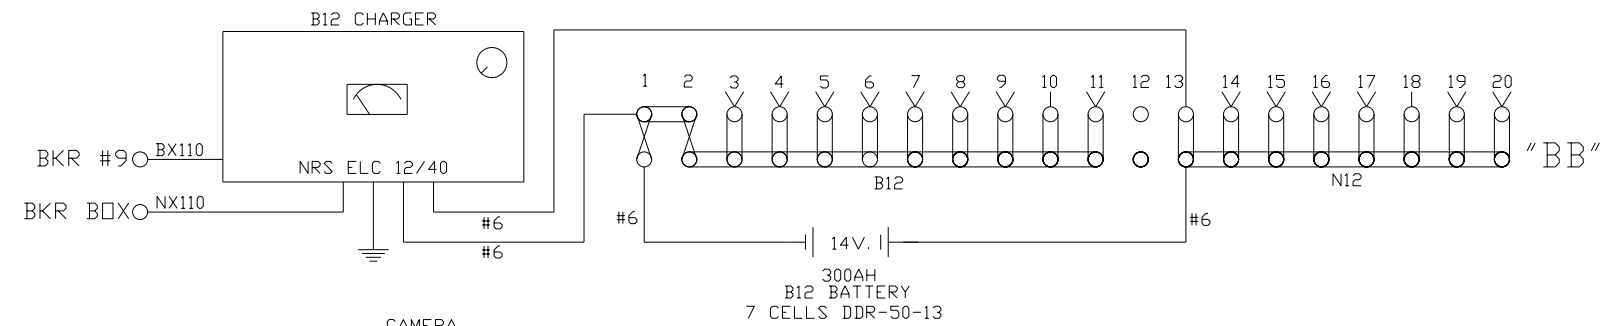 B12 CHARGER
1 2 3 4 5 6 7 8 9 10 11 12 13 14 15 16 17 18 19 20
BKR #9 BX110
NRS ELC 12/40
"BB"
B12
N12
BKR BOX NX110
#6
#6
#6
#6
14V.
300AH
B12 BATTERY
7 CELLS DDR-50-13
CAMERA